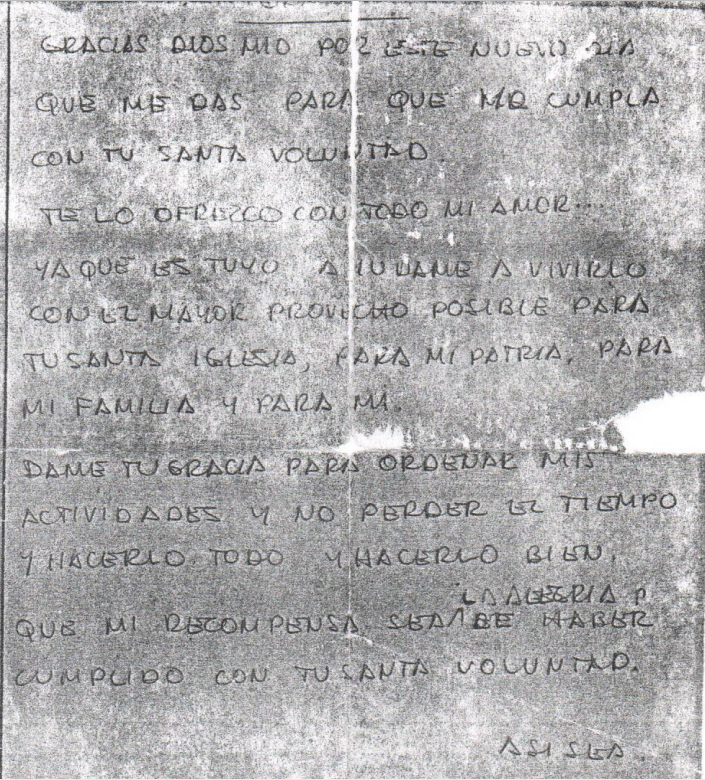 GRACIAS DIOS MIO POR ESTE NUEVO DIA
QUE ME DAS PARA QUE ME CUMPLA
CON TU SANTA VOLUNTAD.
TE LO OFREZCO CON TODO MI AMOR...
YA QUE ES TUYO AYUDAME A VIVIRLO
CON EL MAYOR PROVECHO POSIBLE PARA
TU SANTA IGLESIA, PARA MI PATRIA, PARA
MI FAMILIA Y PARA MI.
DAME TU GRACIA PARA ORDENAR MIS
ACTIVIDADES Y NO PERDER EL TIEMPO
Y HACERLO TODO Y HACERLO BIEN.
LA ALEGRIA
QUE MI RECOMPENSA SEA DE HABER
CUMPLIDO CON TU SANTA VOLUNTAD.
ASI SEA